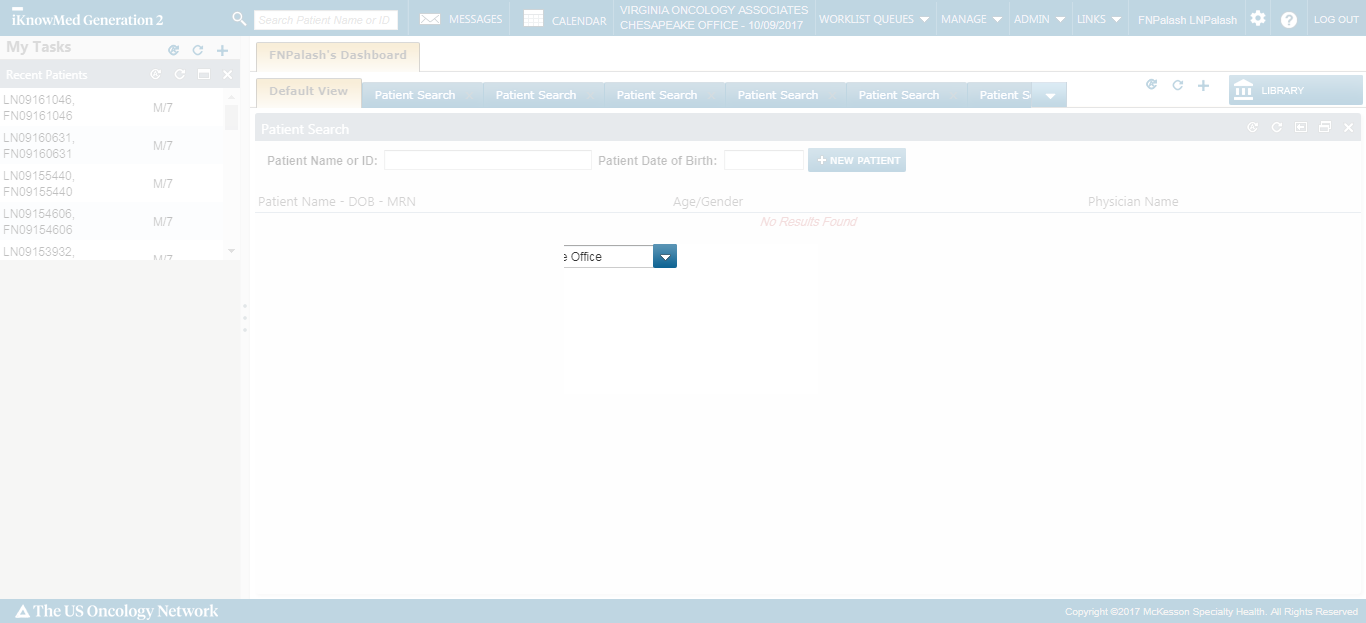 iKnowMed Generation 2
Search Patient Name or ID
MESSAGES
CALENDAR
VIRGINIA ONCOLOGY ASSOCIATES
CHESAPEAKE OFFICE - 10/09/2017
WORKLIST QUEUES
MANAGE
ADMIN
LINKS
FNPalash LNPalash
LOG OUT
My Tasks
Recent Patients
LN09161046,
FN09161046
M/7
LN09160631,
FN09160631
M/7
LN09155440,
FN09155440
M/7
LN09154606,
FN09154606
M/7
LN09153932,
M/7
FNPalash's Dashboard
Default View
Patient Search
Patient Search
Patient Search
Patient Search
Patient Search
Patient S
LIBRARY
Patient Search
Patient Name or ID:
Patient Date of Birth:
+ NEW PATIENT
Patient Name - DOB - MRN
Age/Gender
Physician Name
No Results Found
e Office
The US Oncology Network
Copyright ©2017 McKesson Specialty Health. All Rights Reserved